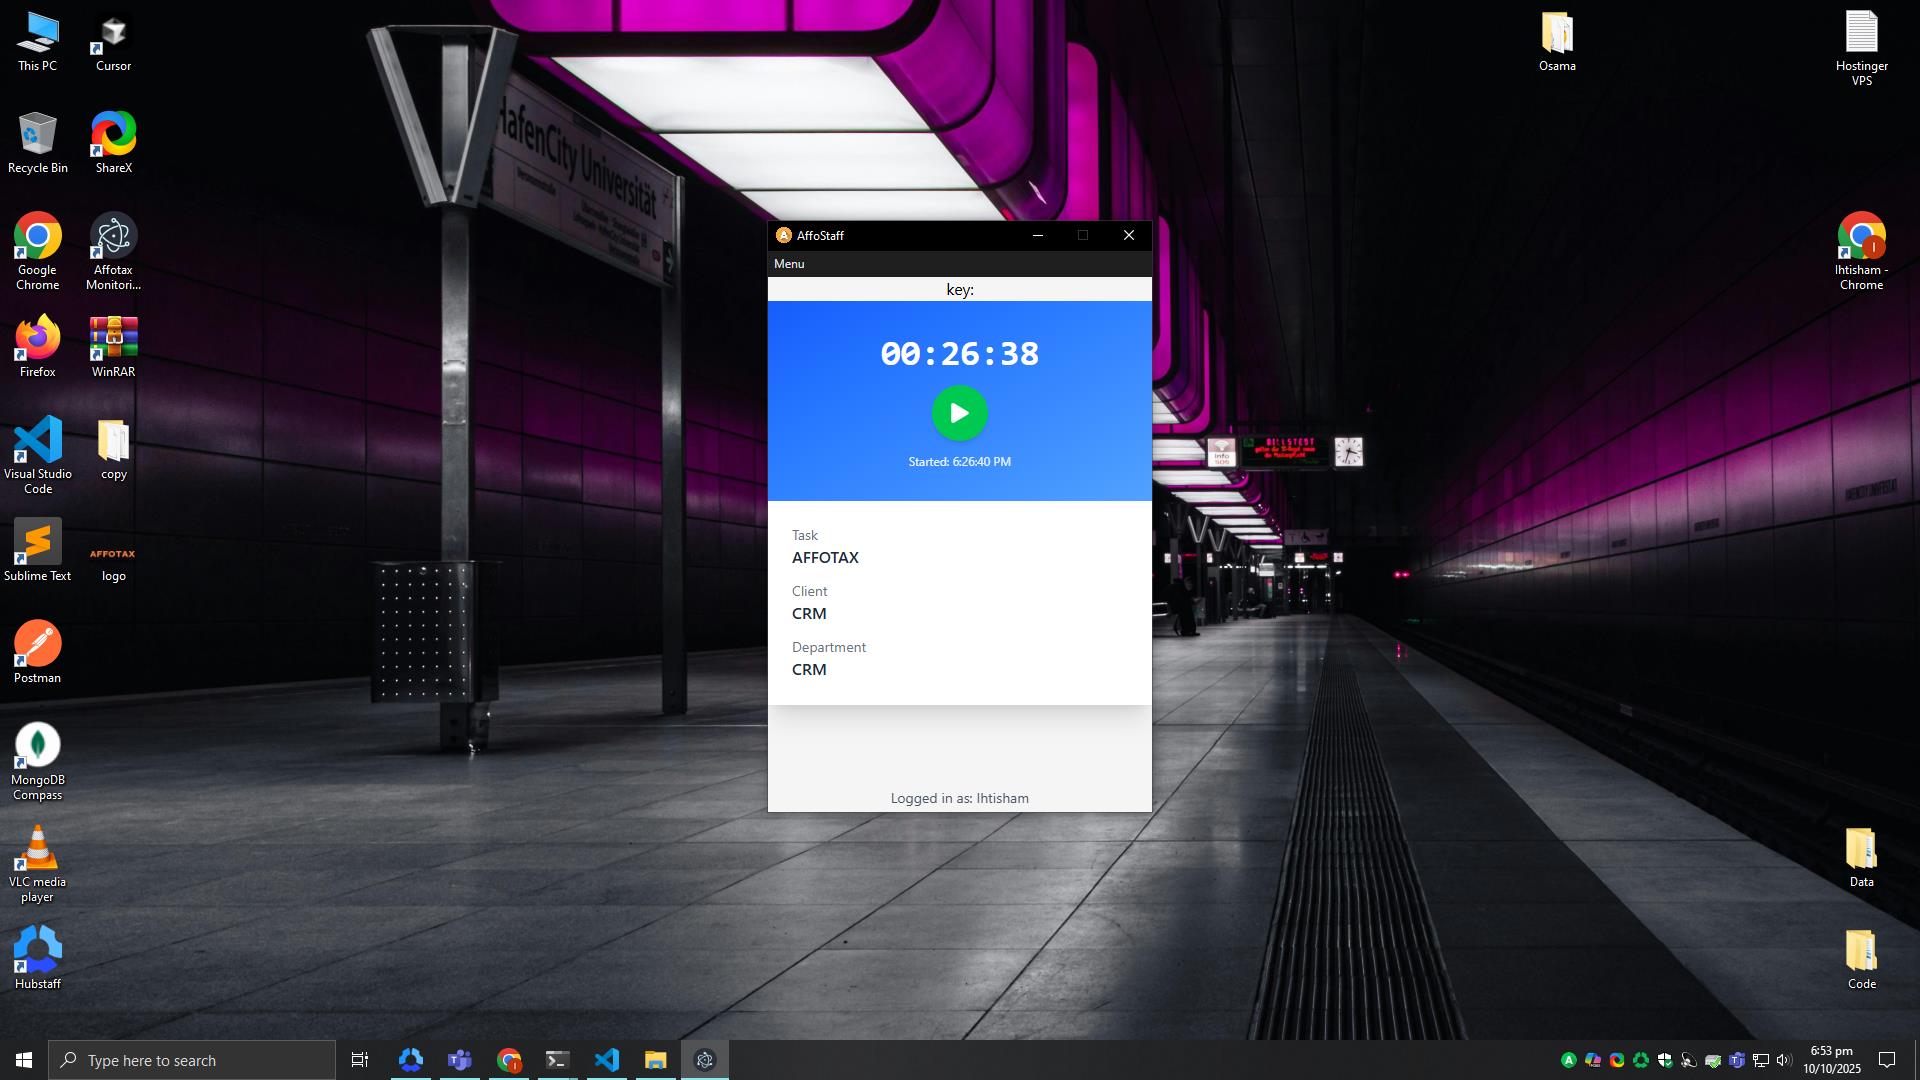 This PC
Cursor
Osama
Hostinger
VPS
HafenCity Universität
Recycle Bin
ShareX
AffoStaff
Menu
key:
Google
Chrome
Affotax
Monitori...
Ihtisham -
Chrome
00:26:38
Firefox
WinRAR
Started: 6:26:40 PM
BILLSTEDT
Info
SOS
Visual Studio
Code
copy
Task
AFFOTAX
AFFOTAX
Sublime Text
logo
Client
CRM
Department
CRM
Postman
MongoDB
Compass
Logged in as: Ihtisham
VLC media
player
Data
Hubstaff
Code
Type here to search
6:53 pm
10/10/2025